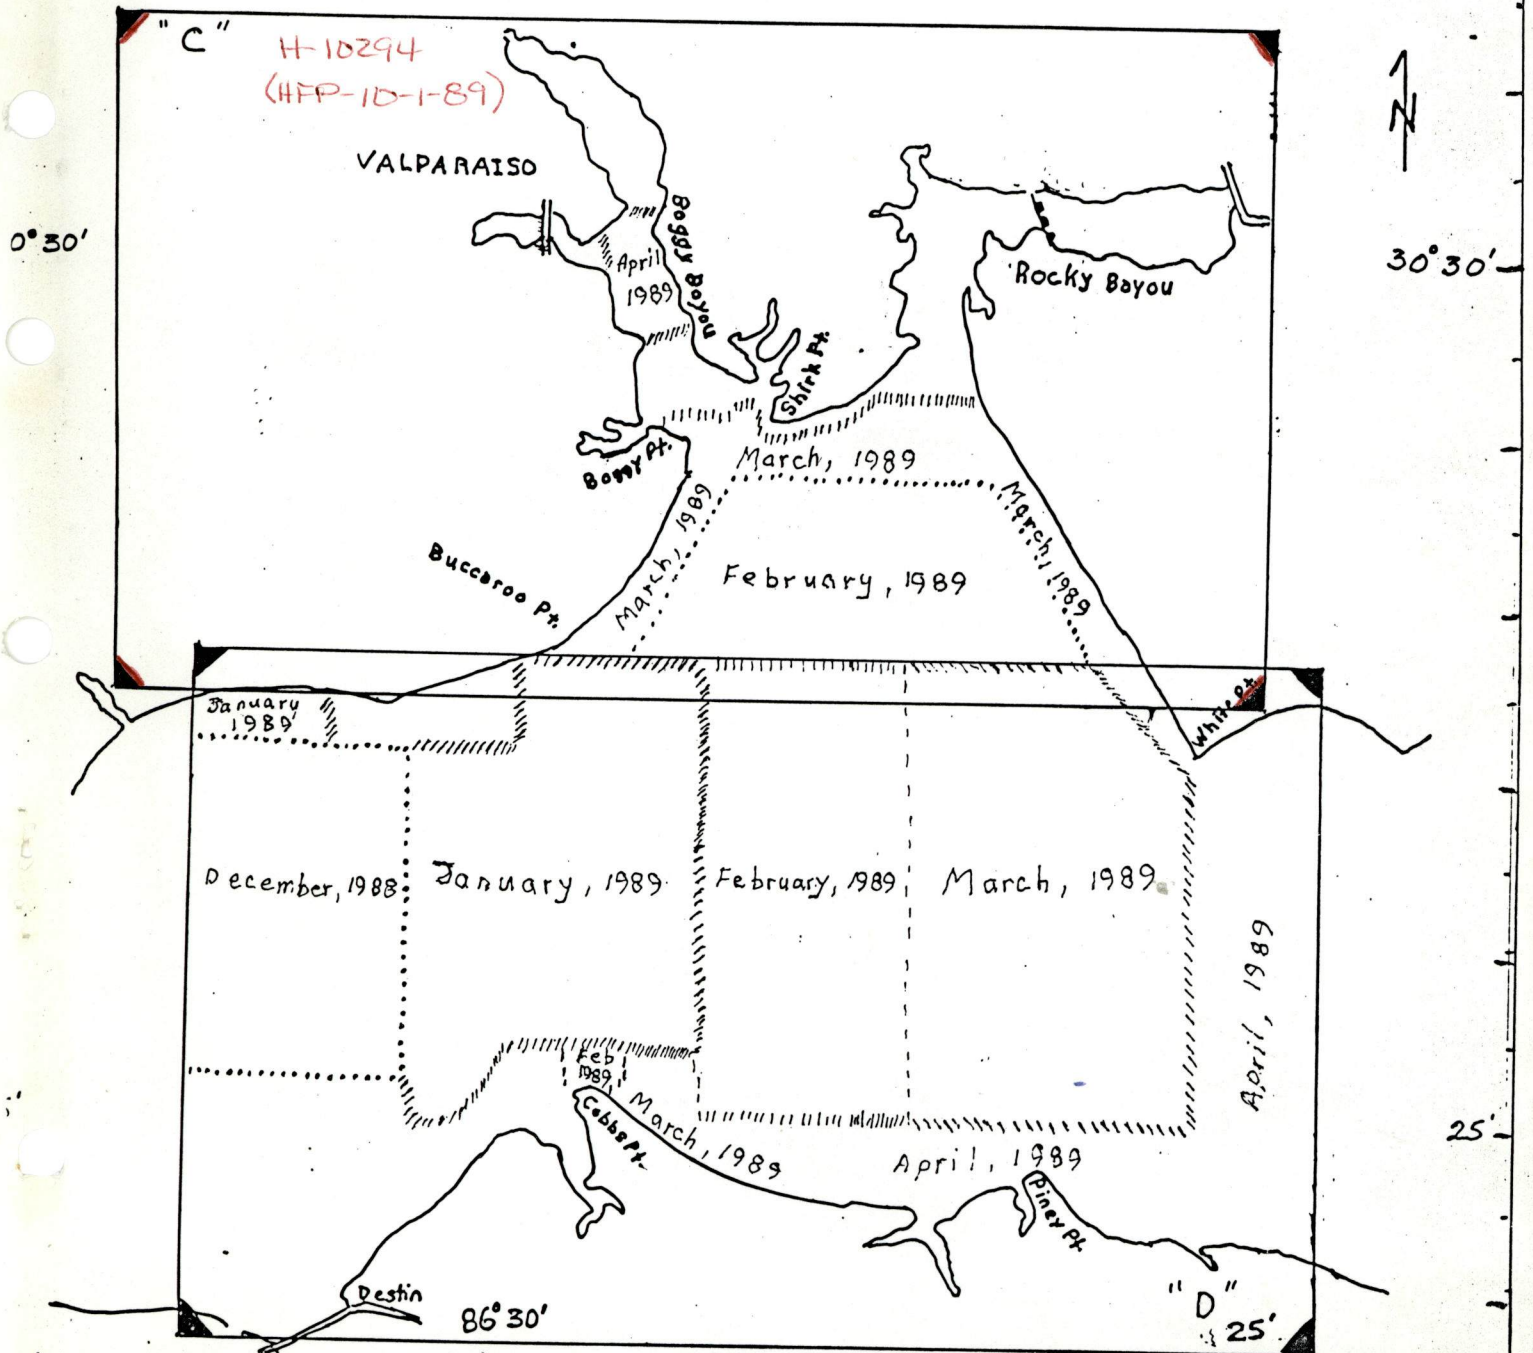 "C"
H-10294
(HFP-10-1-89)
N
VALPARAISO
0°30'
30°30'
Boggy Bayou
April
1989
Rocky Bayou
Shirk Pt.
Boggy Pt.
March, 1989
March, 1989
March, 1989
Buccaroo Pt.
February, 1989
White Pt.
January
1989
December, 1988
January, 1989
February, 1989
March, 1989
April, 1989
Feb
1989
Cobbs Pt.
March, 1989
April, 1989
25'
Piney Pt.
Destin
86°30'
"D"
25'